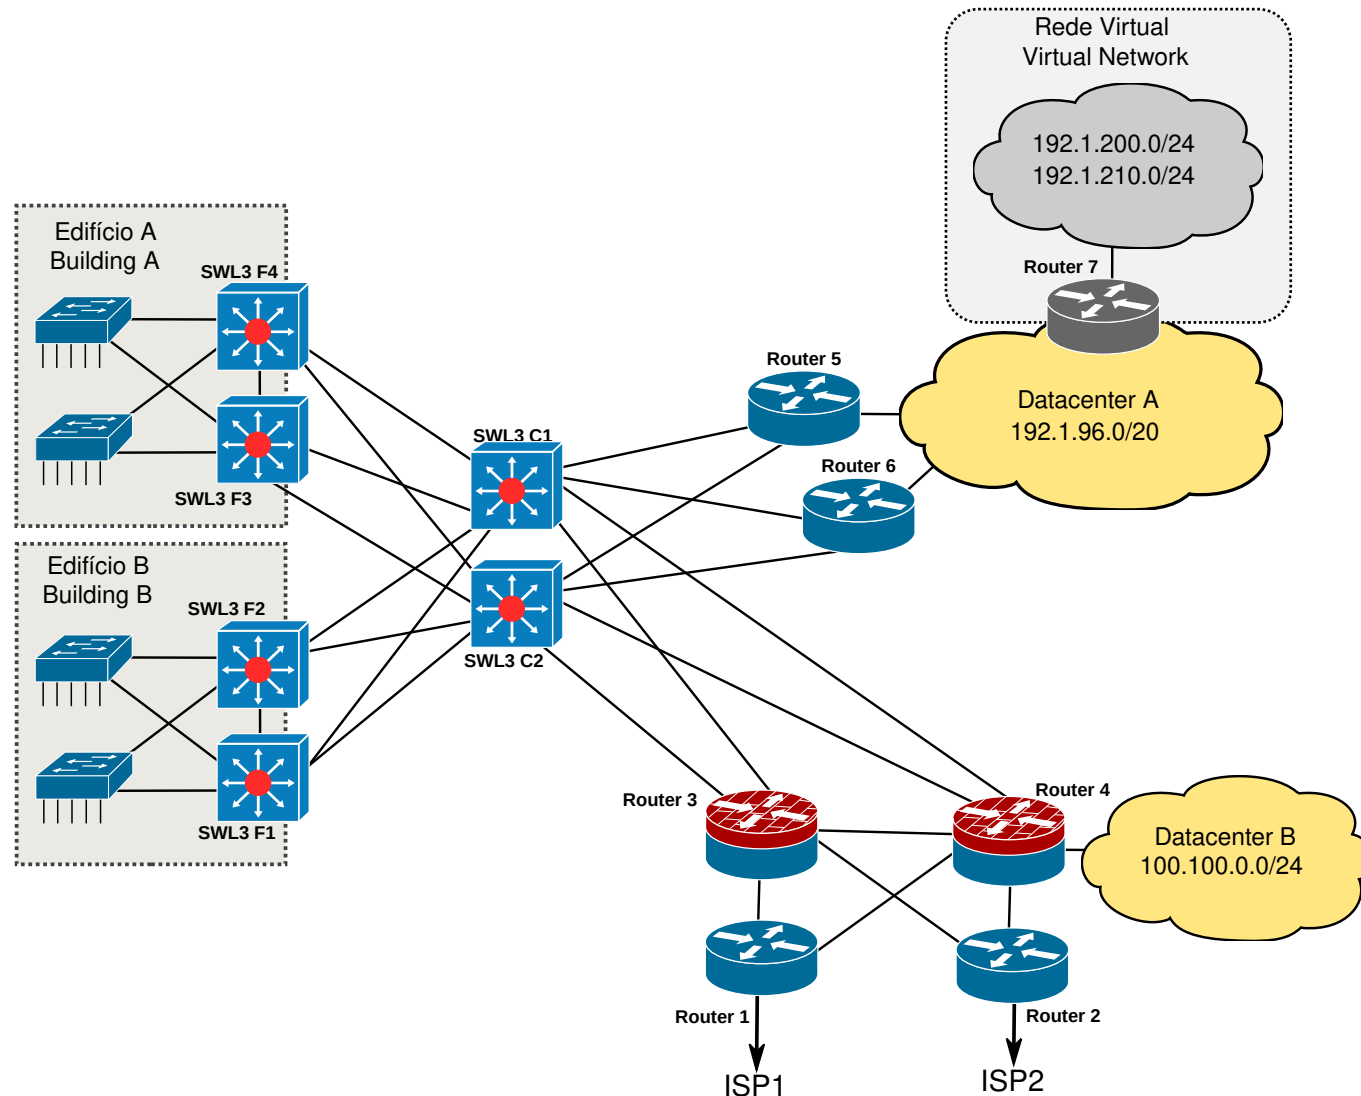 Rede Virtual
Virtual Network
192.1.200.0/24
192.1.210.0/24
Router 7
Edifício A
Building A
SWL3 F4
SWL3 F3
Router 5
Datacenter A
192.1.96.0/20
SWL3 C1
Router 6
Edifício B
Building B
SWL3 F2
SWL3 C2
SWL3 F1
Router 3
Router 4
Datacenter B
100.100.0.0/24
Router 1
Router 2
ISP1
ISP2